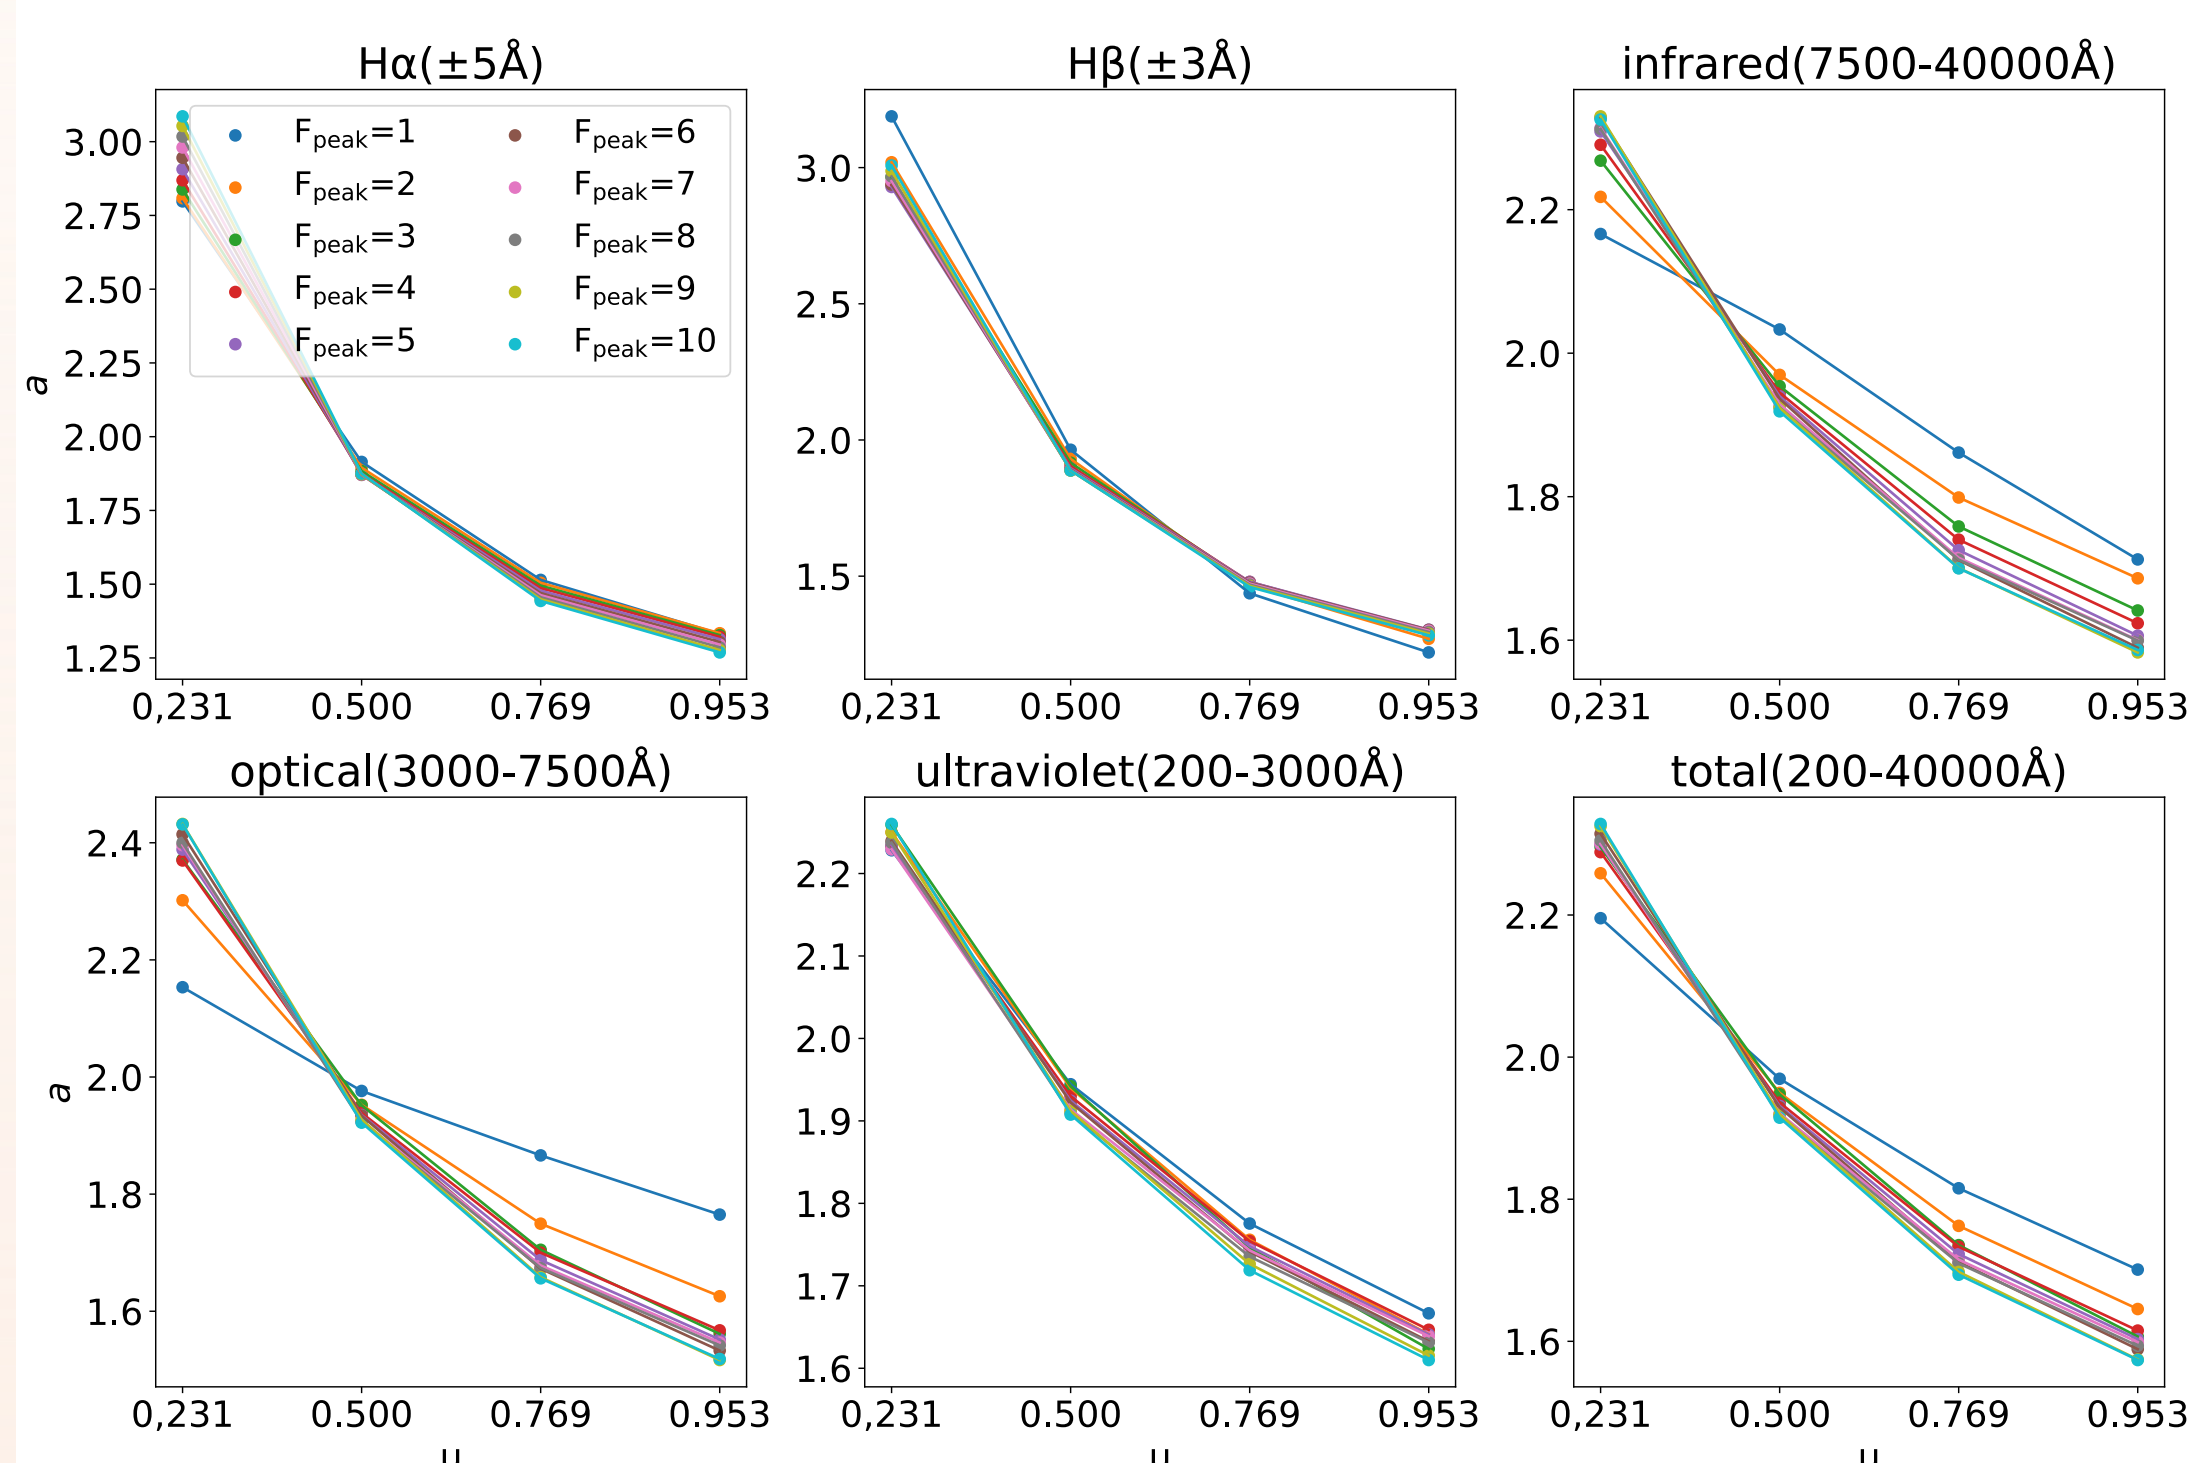 Hα(±5Å)
Hβ(±3Å)
infrared(7500-40000Å)
F_peak=1
F_peak=2
F_peak=3
F_peak=4
F_peak=5
F_peak=6
F_peak=7
F_peak=8
F_peak=9
F_peak=10
a
3.00
2.75
2.50
2.25
2.00
1.75
1.50
1.25
0,231 0.500 0.769 0.953
3.0
2.5
2.0
1.5
0,231 0.500 0.769 0.953
2.2
2.0
1.8
1.6
0,231 0.500 0.769 0.953
optical(3000-7500Å)
ultraviolet(200-3000Å)
total(200-40000Å)
a
2.4
2.2
2.0
1.8
1.6
0,231 0.500 0.769 0.953
2.2
2.1
2.0
1.9
1.8
1.7
1.6
0,231 0.500 0.769 0.953
2.2
2.0
1.8
1.6
0,231 0.500 0.769 0.953